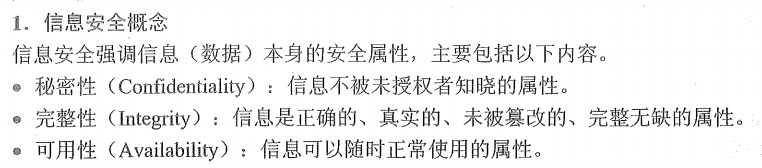 1. 信息安全概念
信息安全强调信息（数据）本身的安全属性，主要包括以下内容。
● 秘密性（Confidentiality）：信息不被未授权者知晓的属性。
● 完整性（Integrity）：信息是正确的、真实的、未被篡改的、完整无缺的属性。
● 可用性（Availability）：信息可以随时正常使用的属性。